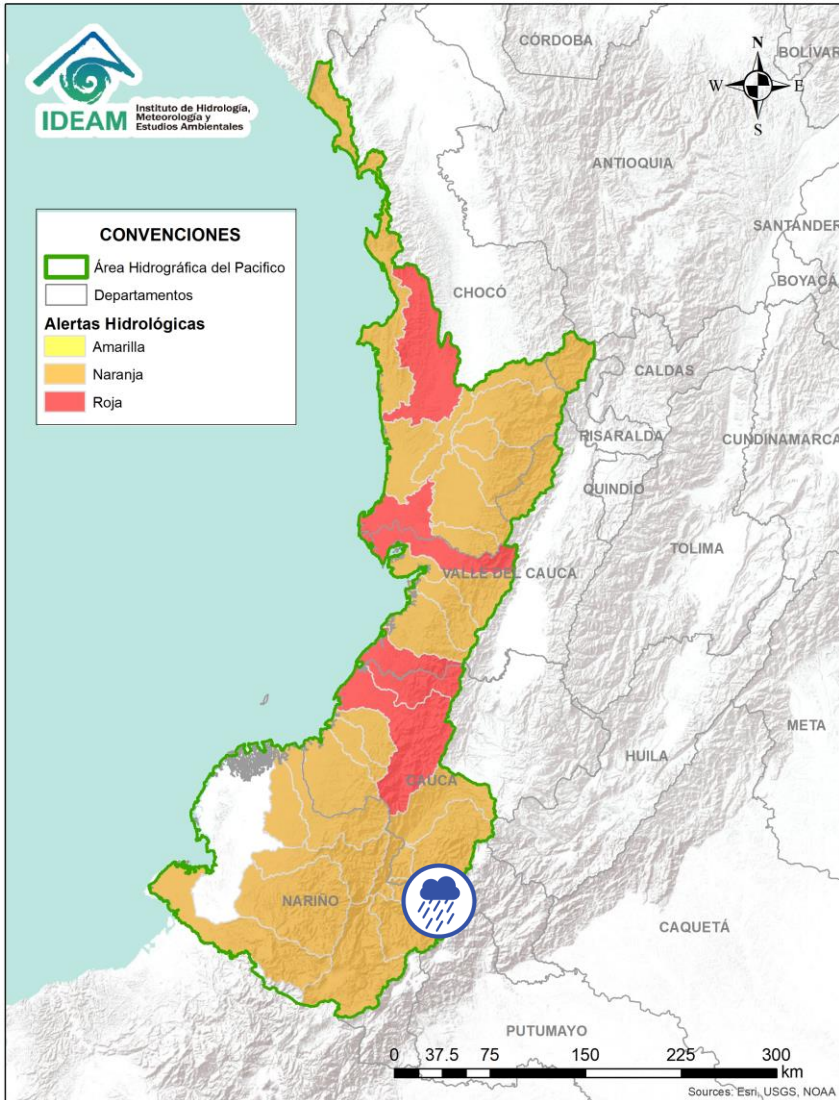 IDEAM
Instituto de Hidrología,
Meteorología y
Estudios Ambientales
N
W
E
S
CONVENCIONES
Área Hidrográfica del Pacifico
Departamentos
Alertas Hidrológicas
Amarilla
Naranja
Roja
CÓRDOBA
BOLÍVAR
ANTIOQUIA
SANTANDER
BOYACÁ
CHOCÓ
CALDAS
RISARALDA
CUNDINAMARCA
QUINDÍO
TOLIMA
VALLE DEL CAUCA
META
HUILA
CAUCA
NARIÑO
CAQUETÁ
PUTUMAYO
0 37.5 75 150 225 300
km
Sources: Esri, USGS, NOAA